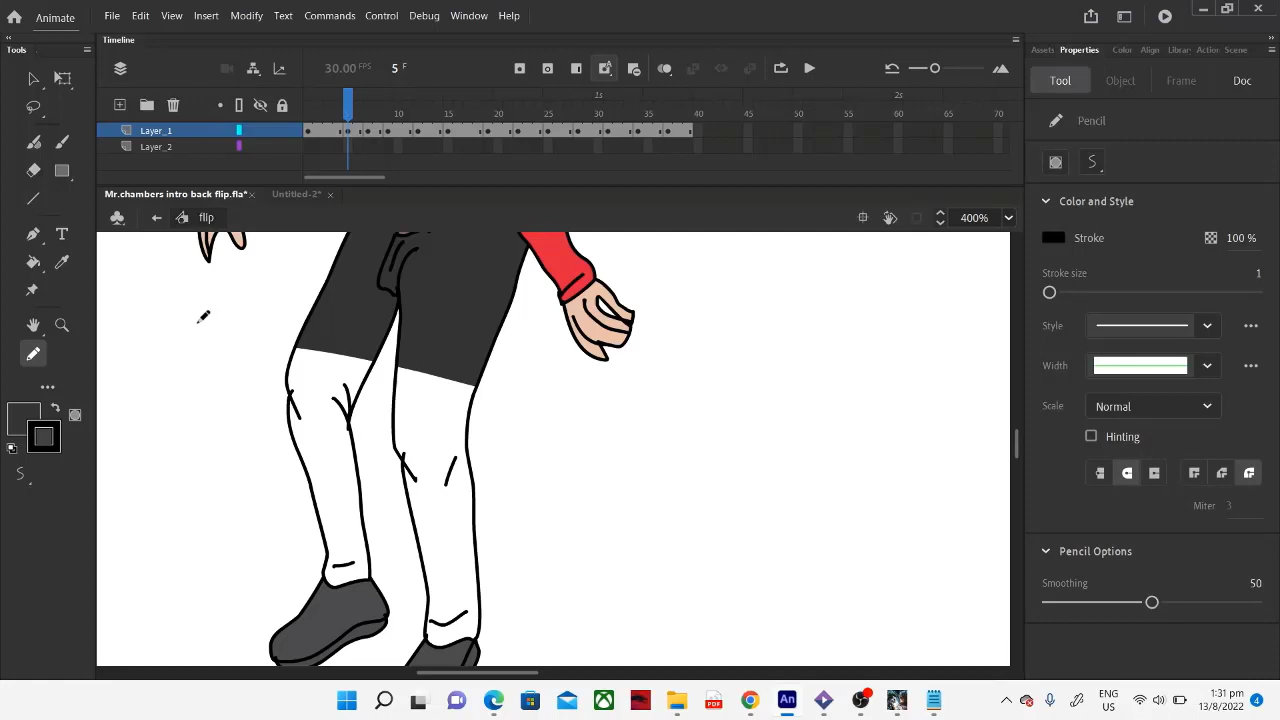 Animate File Edit View Insert Modify Text Commands Control Debug Window Help
Tools Timeline Assets Properties Color Align Library Action Scene
30.00 FPS 5 F Tool Object Frame Doc
1s 2s
10 15 20 25 30 35 40 45 50 55 60 65 70
Layer_1 Pencil
Layer_2
Mr.chambers intro back flip.fla* Untitled-2*
Color and Style
flip 400%
Stroke 100 %
Stroke size 1
Style
Width
Scale Normal
Hinting
Miter 3
Pencil Options
Smoothing 50
PDF An
ENG
US
1:31 pm
13/8/2022
4